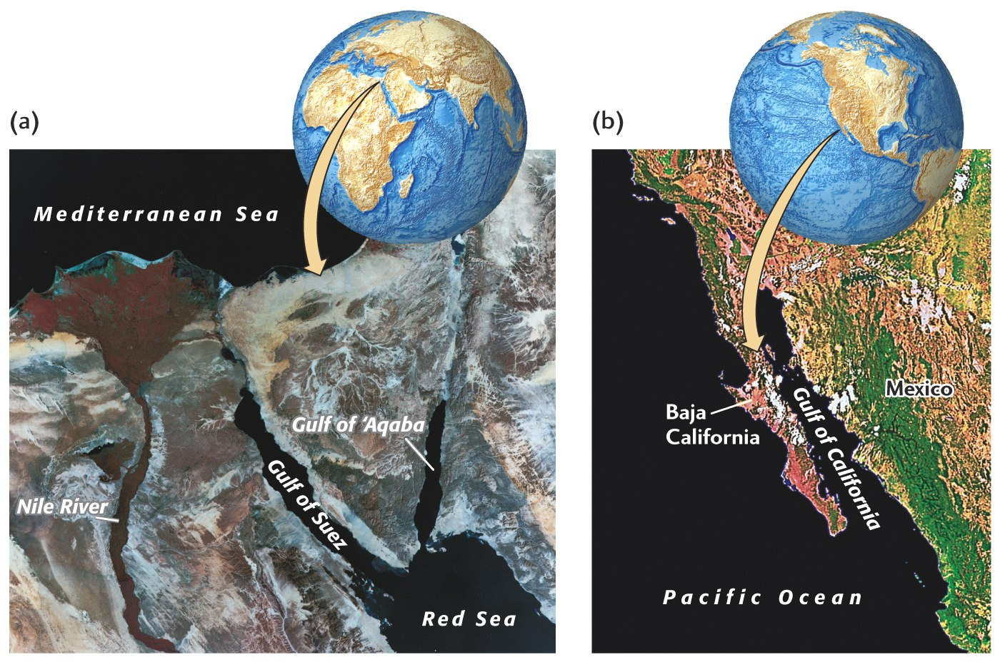 (a)
Mediterranean Sea
Gulf of ‘Aqaba
Gulf of Suez
Nile River
Red Sea
(b)
Mexico
Baja
California
Gulf of California
Pacific Ocean